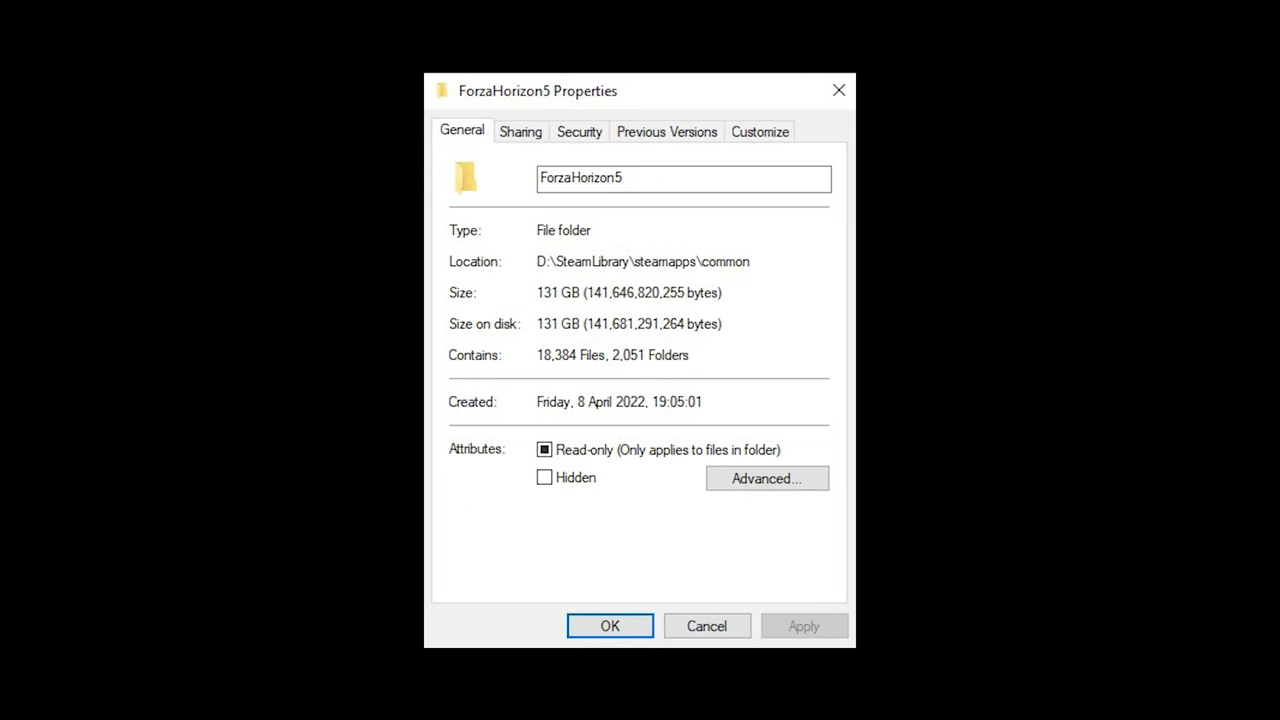 ForzaHorizon5 Properties
General Sharing Security Previous Versions Customize
ForzaHorizon5
Type: File folder
Location: D:\SteamLibrary\steamapps\common
Size: 131 GB (141,646,820,255 bytes)
Size on disk: 131 GB (141,681,291,264 bytes)
Contains: 18,384 Files, 2,051 Folders
Created: Friday, 8 April 2022, 19:05:01
Attributes: Read-only (Only applies to files in folder)
Hidden Advanced...
OK Cancel Apply